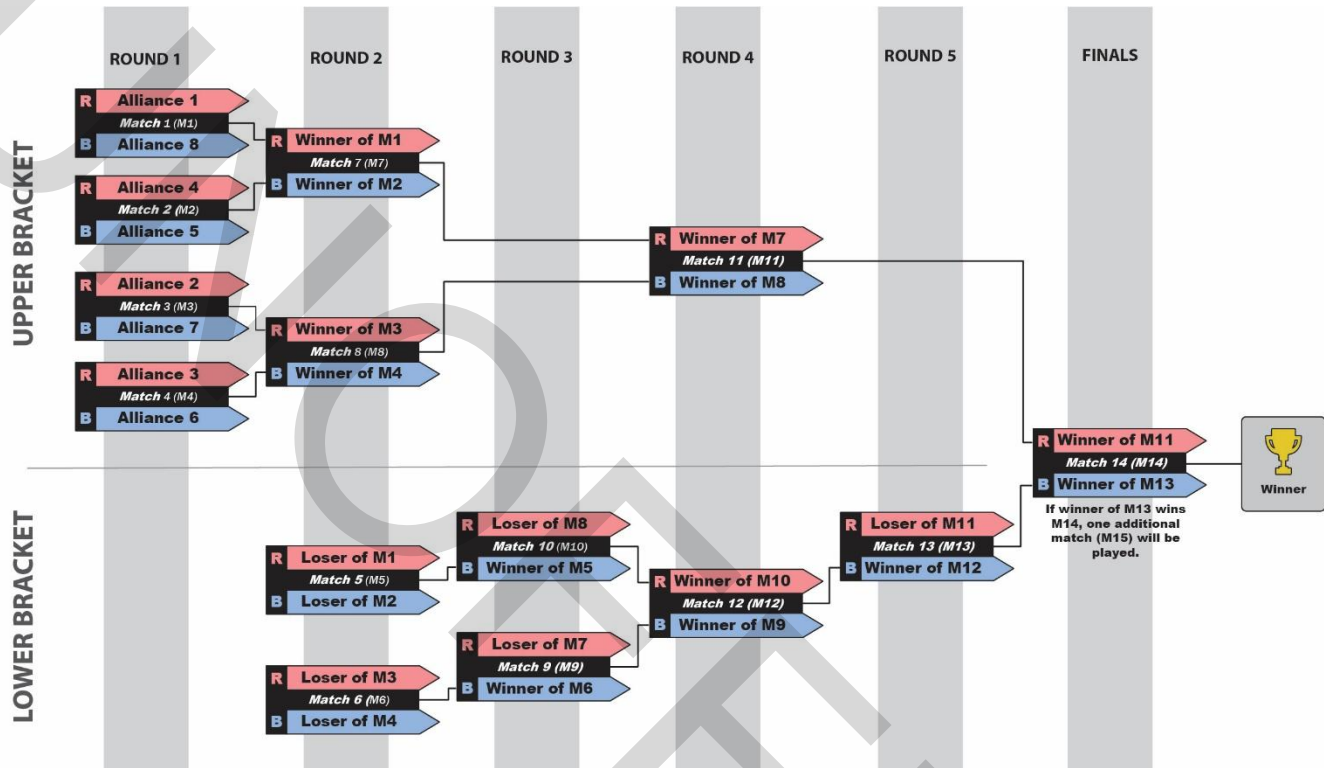 ROUND 1
ROUND 2
ROUND 3
ROUND 4
ROUND 5
FINALS
UPPER BRACKET
R Alliance 1
Match 1 (M1)
B Alliance 8
R Alliance 4
Match 2 (M2)
B Alliance 5
R Alliance 2
Match 3 (M3)
B Alliance 7
R Alliance 3
Match 4 (M4)
B Alliance 6
R Winner of M1
Match 7 (M7)
B Winner of M2
R Winner of M3
Match 8 (M8)
B Winner of M4
R Winner of M7
Match 11 (M11)
B Winner of M8
LOWER BRACKET
R Loser of M1
Match 5 (M5)
B Loser of M2
R Loser of M3
Match 6 (M6)
B Loser of M4
R Loser of M8
Match 10 (M10)
B Winner of M5
R Loser of M7
Match 9 (M9)
B Winner of M6
R Winner of M10
Match 12 (M12)
B Winner of M9
R Loser of M11
Match 13 (M13)
B Winner of M12
R Winner of M11
Match 14 (M14)
B Winner of M13
If winner of M13 wins
M14, one additional
match (M15) will be
played.
Winner